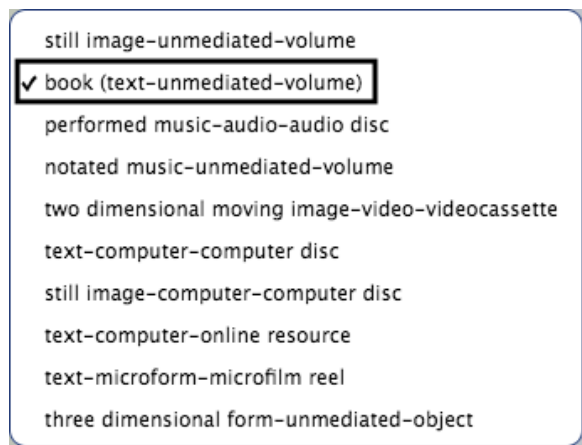 still image-unmediated-volume
✓ book (text-unmediated-volume)
performed music-audio-audio disc
notated music-unmediated-volume
two dimensional moving image-video-videocassette
text-computer-computer disc
still image-computer-computer disc
text-computer-online resource
text-microform-microfilm reel
three dimensional form-unmediated-object